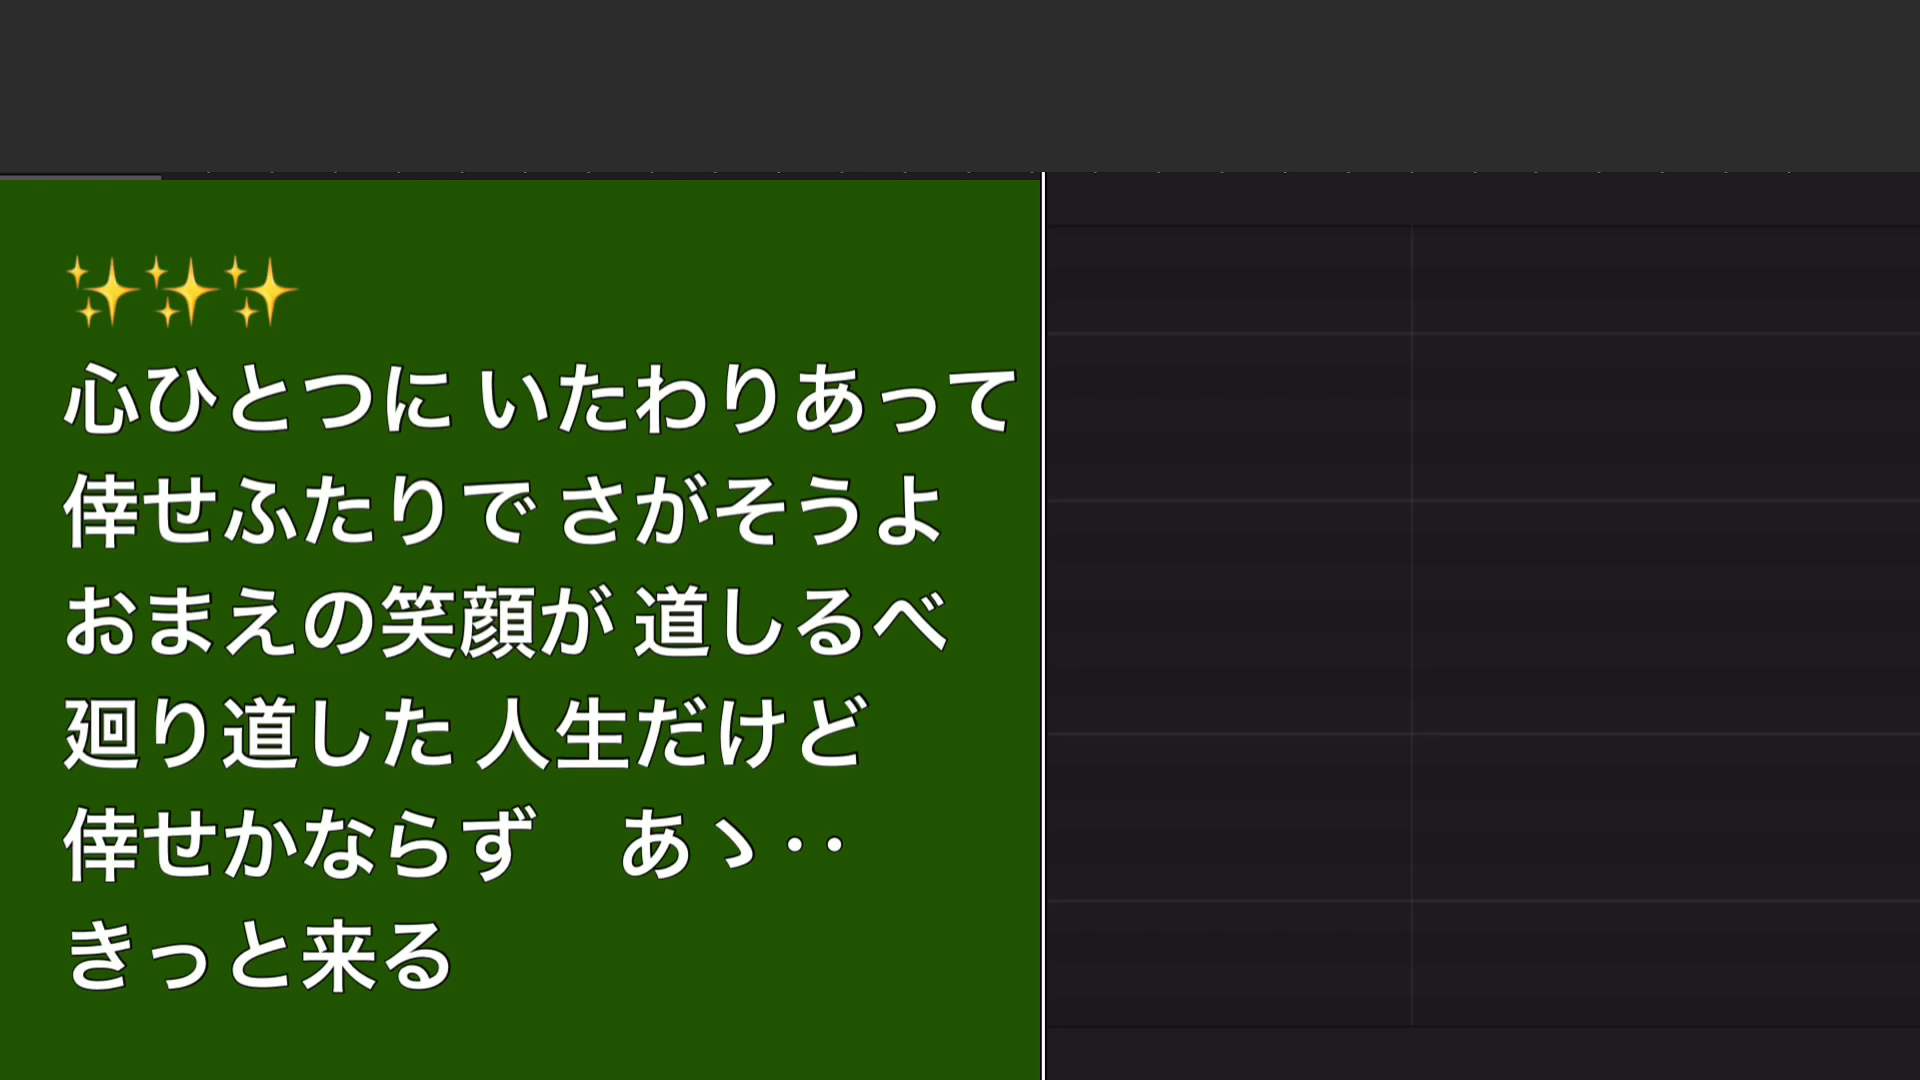 ✨✨✨
心ひとつに いたわりあって
倖せふたりで さがそうよ
おまえの笑顔が 道しるべ
廻り道した 人生だけど
倖せかならず　あゝ‥
きっと来る